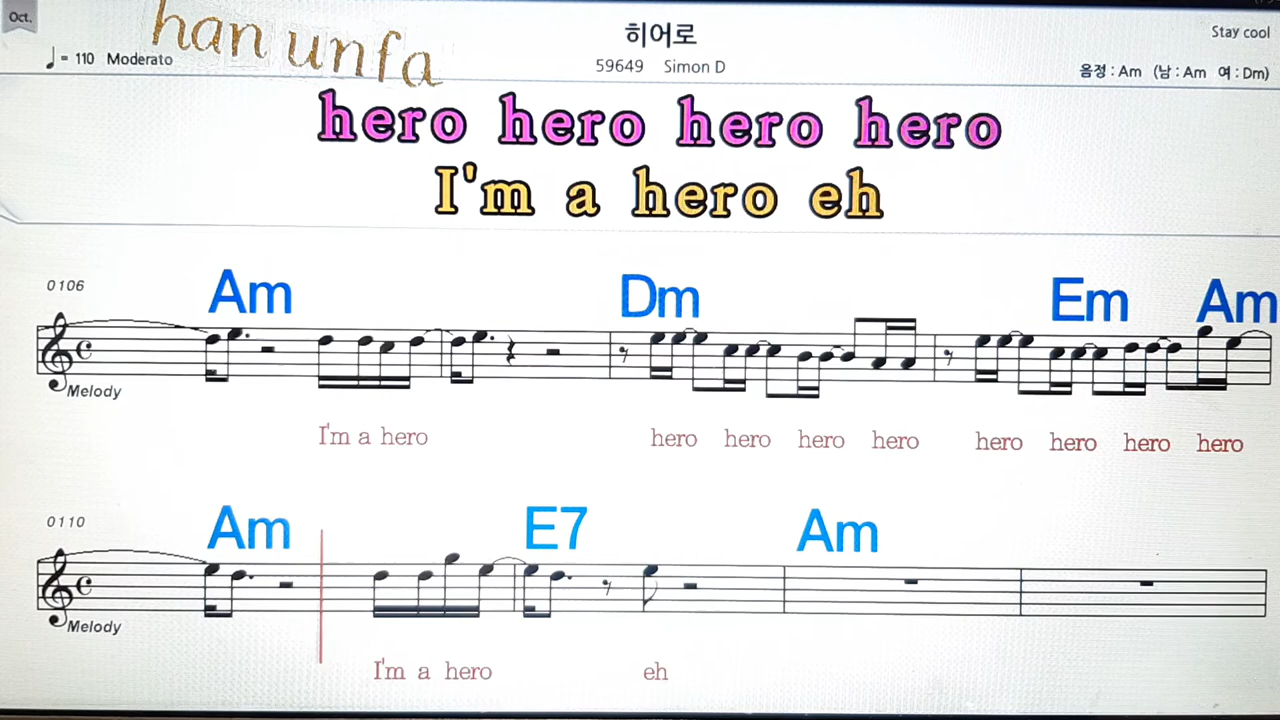 Oct.
han unfa
히어로
Stay cool
♩ = 110 Moderato
59649 Simon D
음정 : Am (남 : Am 여 : Dm)
hero hero hero hero
I'm a hero eh
0106
Am Dm Em Am
Melody
I'm a hero hero hero hero hero hero hero hero hero
0110
Am E7 Am
Melody
I'm a hero eh